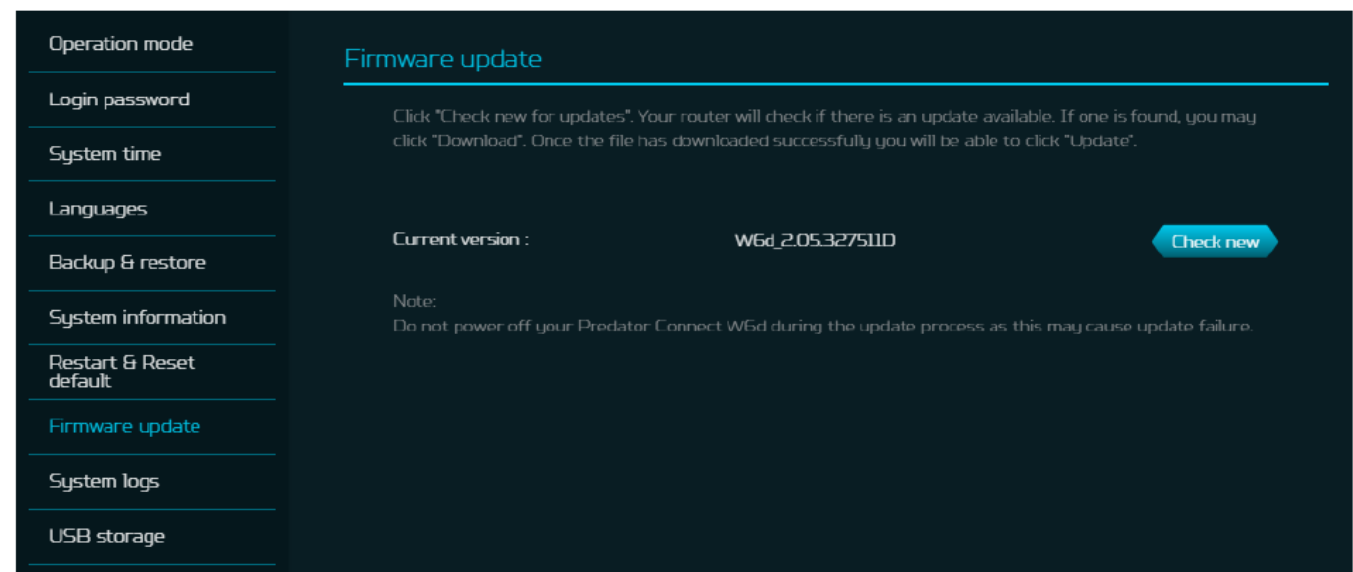 Operation mode
Login password
System time
Languages
Backup & restore
System information
Restart & Reset
default
Firmware update
System logs
USB storage
Firmware update
Click "Check new for updates". Your router will check if there is an update available. If one is found, you may
click "Download". Once the file has downloaded successfully you will be able to click "Update".
Current version : W6d_2.05.327511D Check new
Note:
Do not power off your Predator Connect W6d during the update process as this may cause update failure.